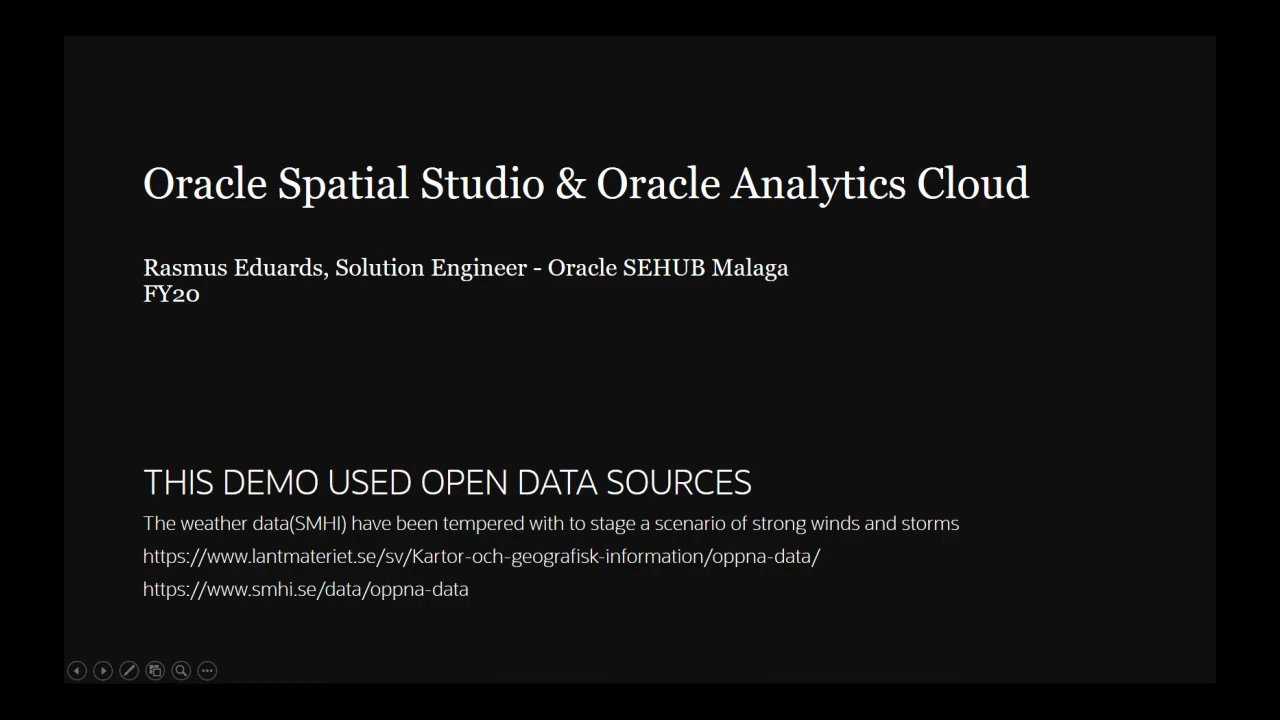 Oracle Spatial Studio & Oracle Analytics Cloud
Rasmus Eduards, Solution Engineer - Oracle SEHUB Malaga
FY20
THIS DEMO USED OPEN DATA SOURCES
The weather data(SMHI) have been tempered with to stage a scenario of strong winds and storms
https://www.lantmateriet.se/sv/Kartor-och-geografisk-information/oppna-data/
https://www.smhi.se/data/oppna-data